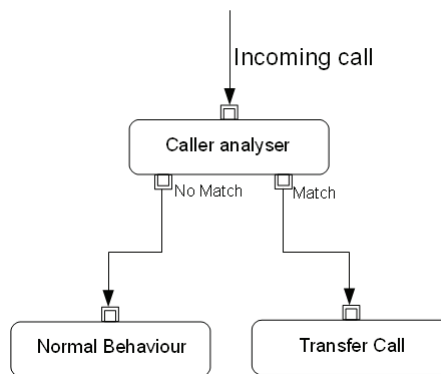 Incoming call
Caller analyser
No Match
Match
Normal Behaviour
Transfer Call